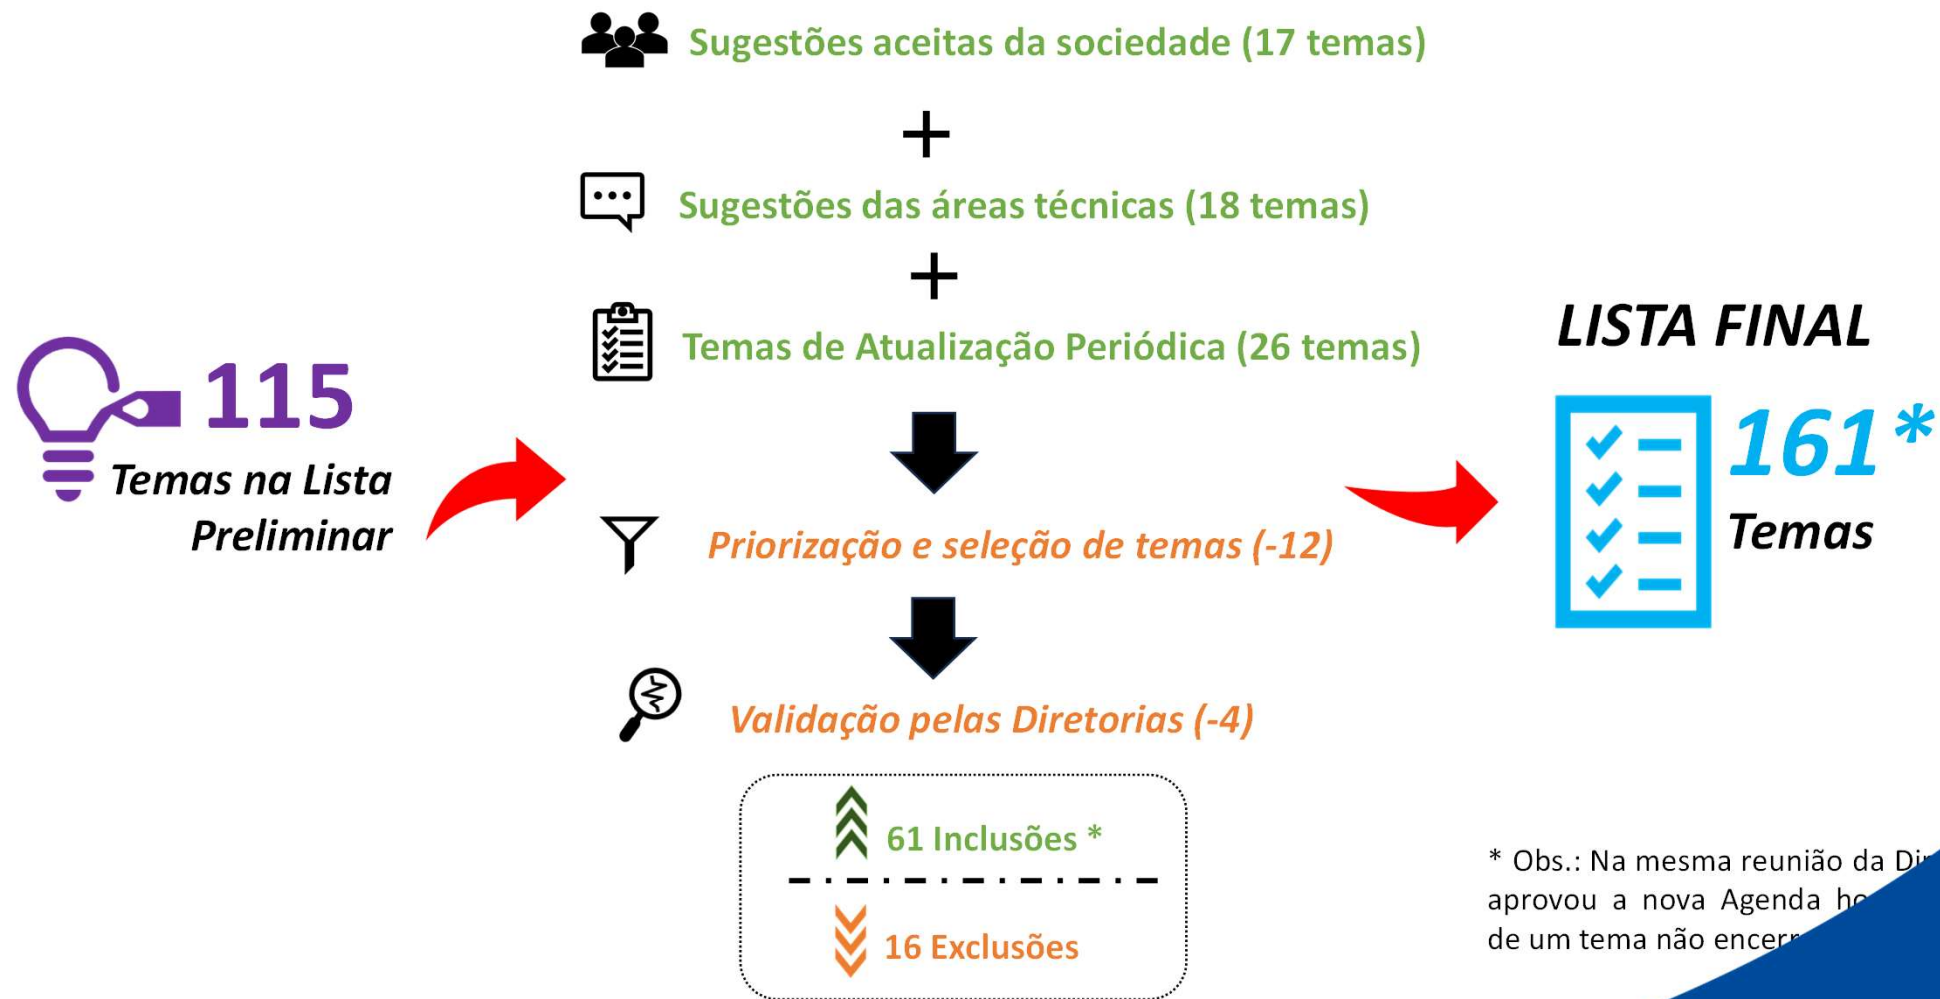 Sugestões aceitas da sociedade (17 temas)
+
Sugestões das áreas técnicas (18 temas)
+
Temas de Atualização Periódica (26 temas)
115
Temas na Lista
Preliminar
Priorização e seleção de temas (-12)
Validação pelas Diretorias (-4)
61 Inclusões *
16 Exclusões
LISTA FINAL
161*
Temas
* Obs.: Na mesma reunião da
aprovou a nova Agenda
de um tema não